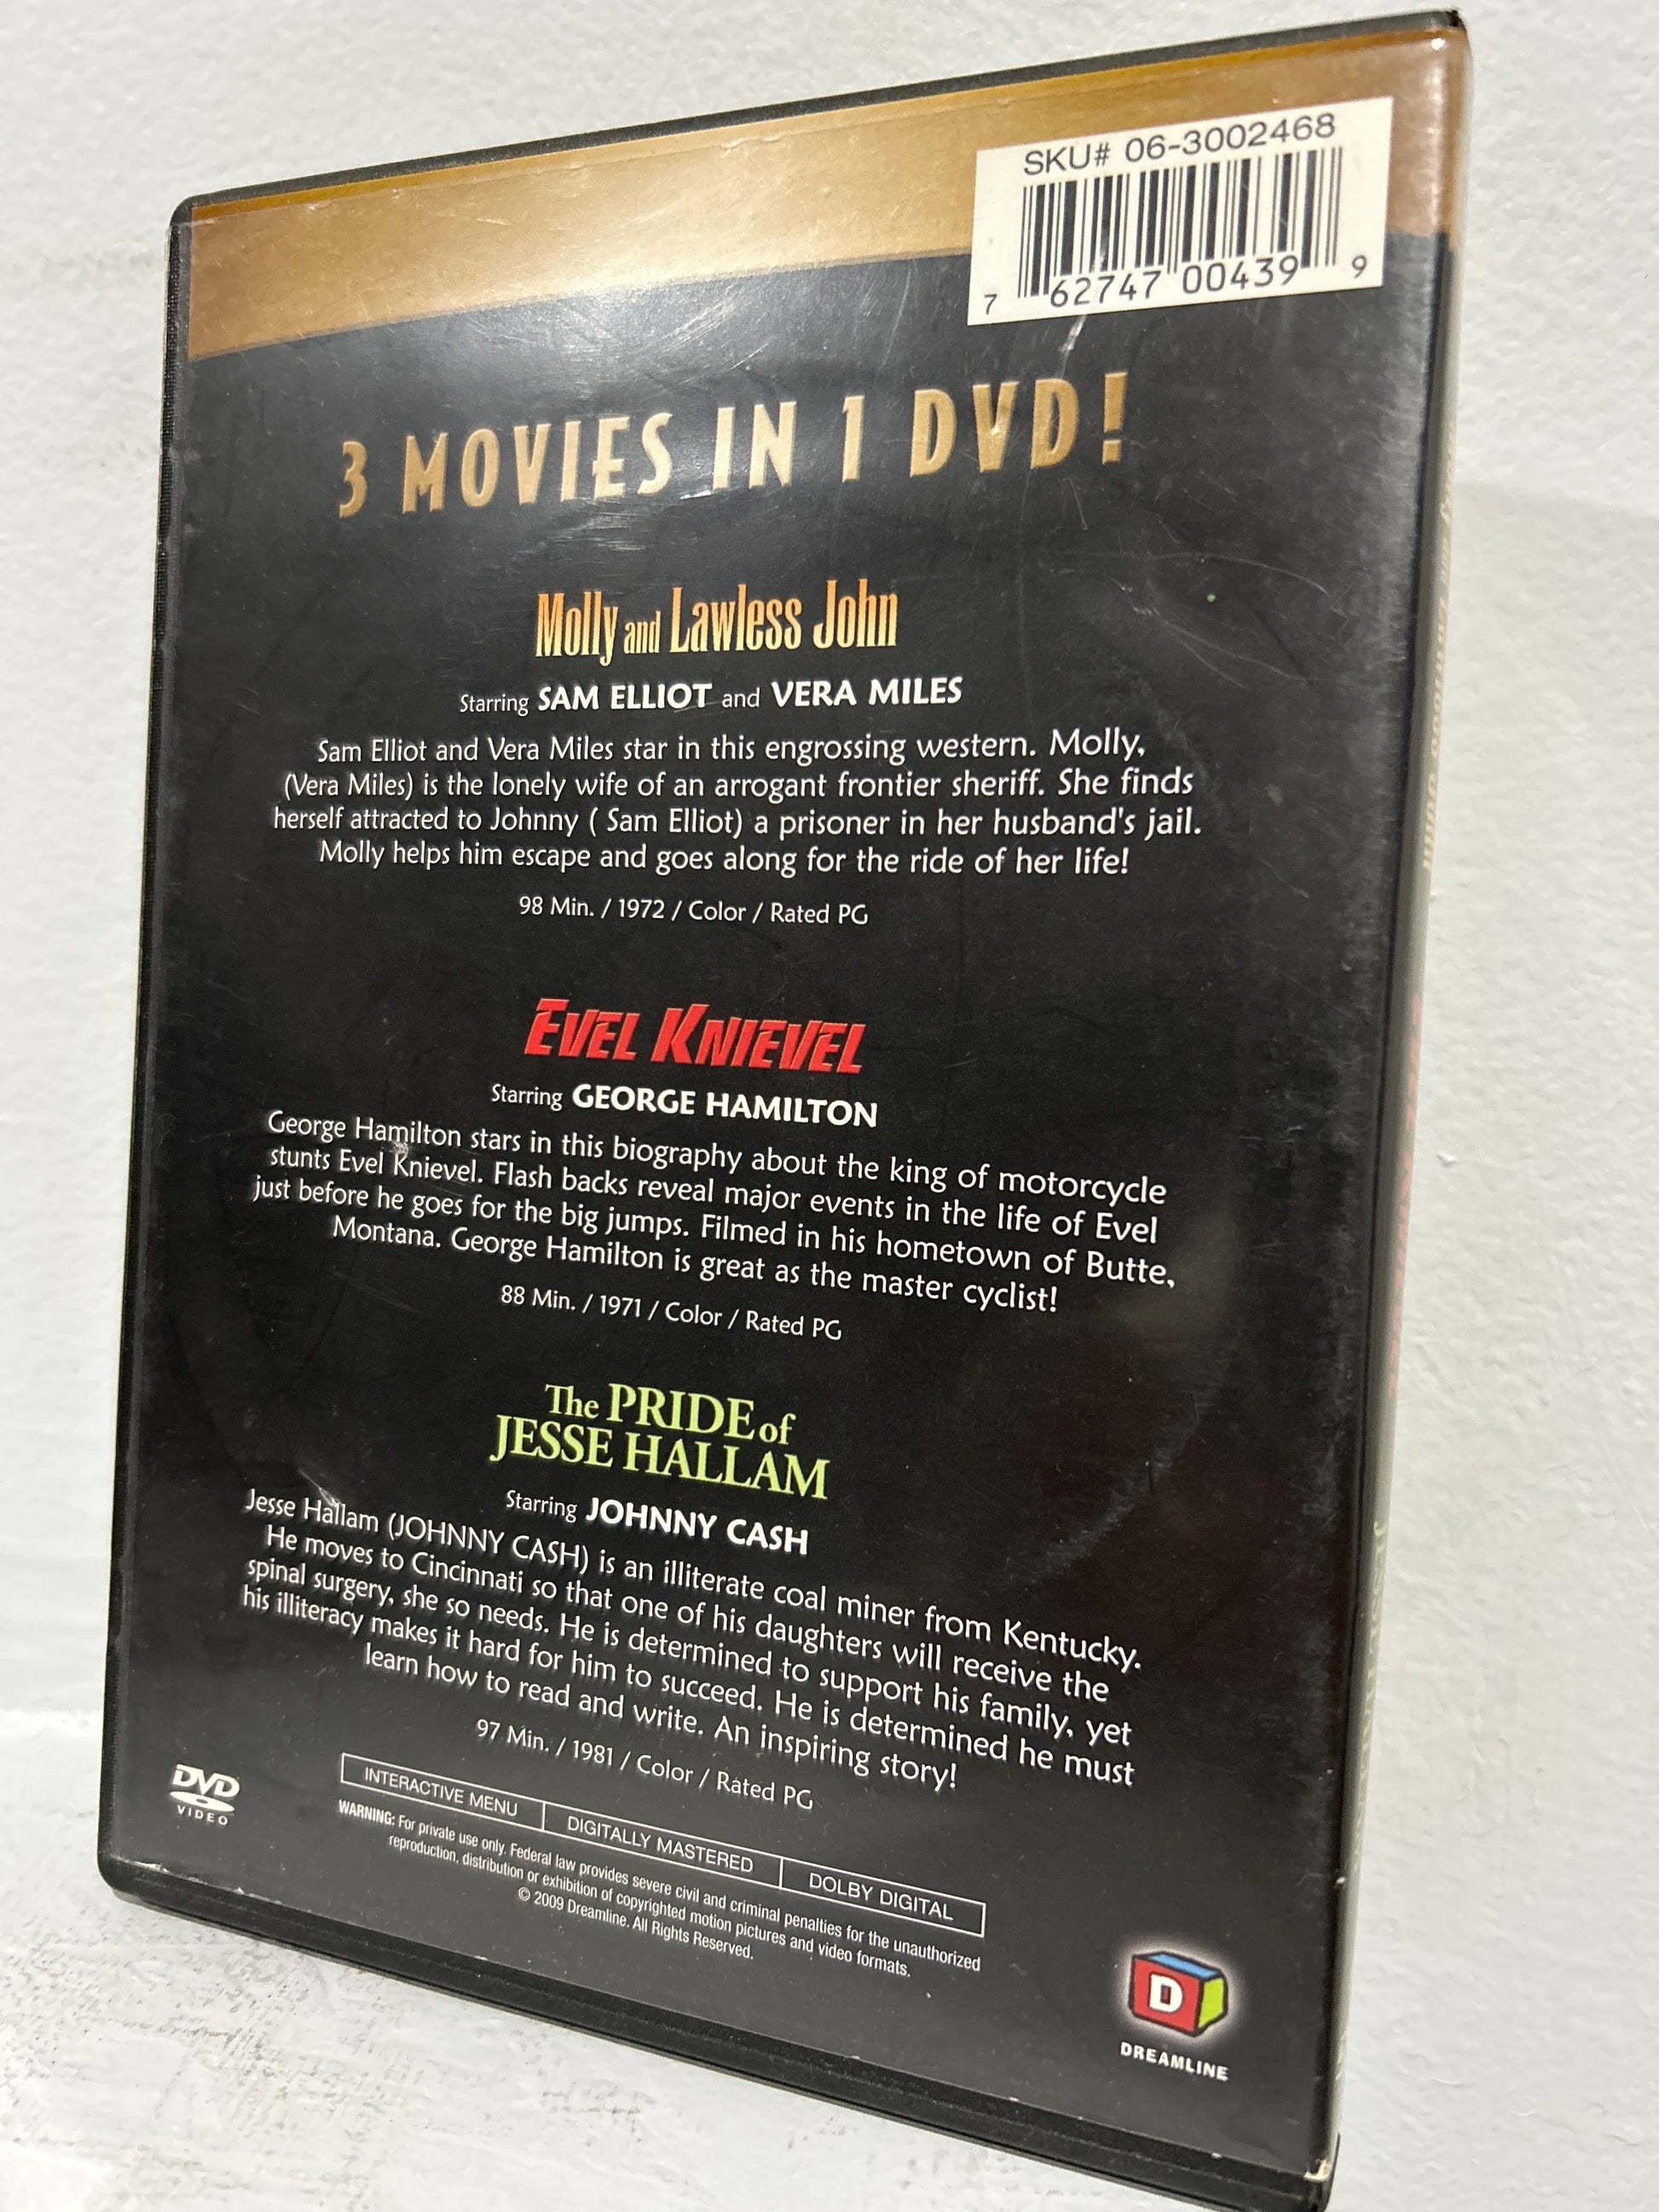 SKU# 06-3002468
7 62747 00439 9
3 MOVIES IN 1 DVD!
Molly and Lawless John
Starring SAM ELLIOT and VERA MILES
Sam Elliot and Vera Miles star in this engrossing western. Molly,
(Vera Miles) is the lonely wife of an arrogant frontier sheriff. She finds
herself attracted to Johnny ( Sam Elliot) a prisoner in her husband's jail.
Molly helps him escape and goes along for the ride of her life!
98 Min. / 1972 / Color / Rated PG
EVEL KNIEVEL
Starring GEORGE HAMILTON
George Hamilton stars in this biography about the king of motorcycle
stunts Evel Knievel. Flash backs reveal major events in the life of Evel
just before he goes for the big jumps. Filmed in his hometown of Butte,
Montana. George Hamilton is great as the master cyclist!
88 Min. / 1971 / Color / Rated PG
The PRIDE of
JESSE HALLAM
Starring JOHNNY CASH
Jesse Hallam (JOHNNY CASH) is an illiterate coal miner from Kentucky.
He moves to Cincinnati so that one of his daughters will receive the
spinal surgery, she so needs. He is determined to support his family, yet
his illiteracy makes it hard for him to succeed. He is determined he must
learn how to read and write. An inspiring story!
97 Min. / 1981 / Color / Rated PG
DVD
VIDEO
INTERACTIVE MENU DIGITALLY MASTERED DOLBY DIGITAL
WARNING: For private use only. Federal law provides severe civil and criminal penalties for the unauthorized
reproduction, distribution or exhibition of copyrighted motion pictures and video formats.
© 2009 Dreamline. All Rights Reserved.
D
DREAMLINE